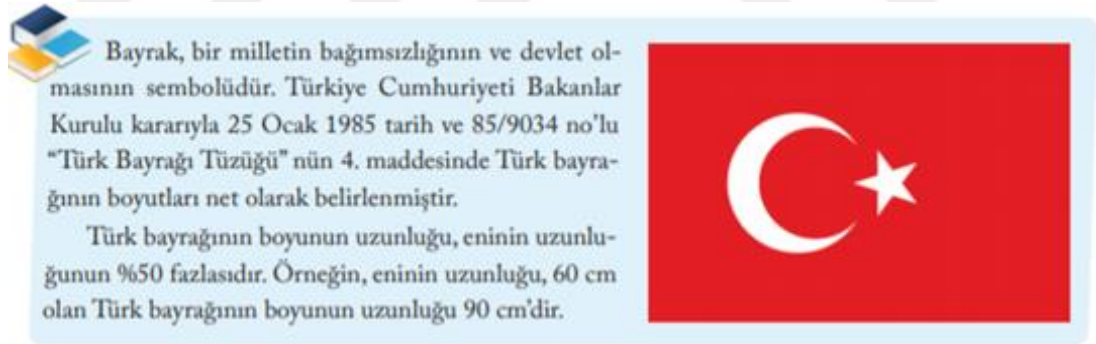 Bayrak, bir milletin bağımsızlığının ve devlet ol-
masının sembolüdür. Türkiye Cumhuriyeti Bakanlar
Kurulu kararıyla 25 Ocak 1985 tarih ve 85/9034 no’lu
“Türk Bayrağı Tüzüğü” nün 4. maddesinde Türk bayra-
ğının boyutları net olarak belirlenmiştir.
Türk bayrağının boyunun uzunluğu, eninin uzunlu-
ğunun %50 fazlasıdır. Örneğin, eninin uzunluğu, 60 cm
olan Türk bayrağının boyunun uzunluğu 90 cm’dir.